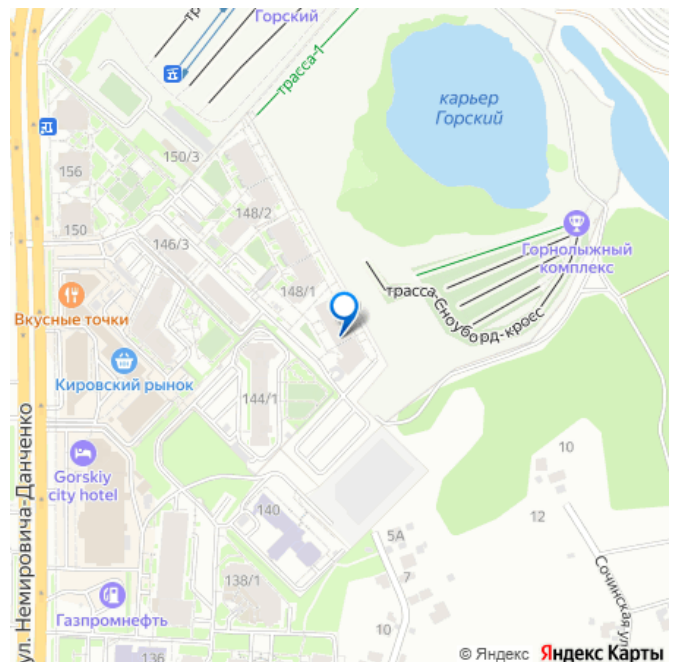 Горский
тра
трасса-1
карьер
Горский
150/3
156
148/2
150
146/3
Горнолыжный
комплекс
148/1
трасса-Сноуборд-кросс
Вкусные точки
Кировский рынок
144/1
ул. Немировича-Данченко
Gorskiy
city hotel
10
140
12
5А
7
Сочинская ул
138/1
Газпромнефть
10
136
© Яндекс Яндекс Карты